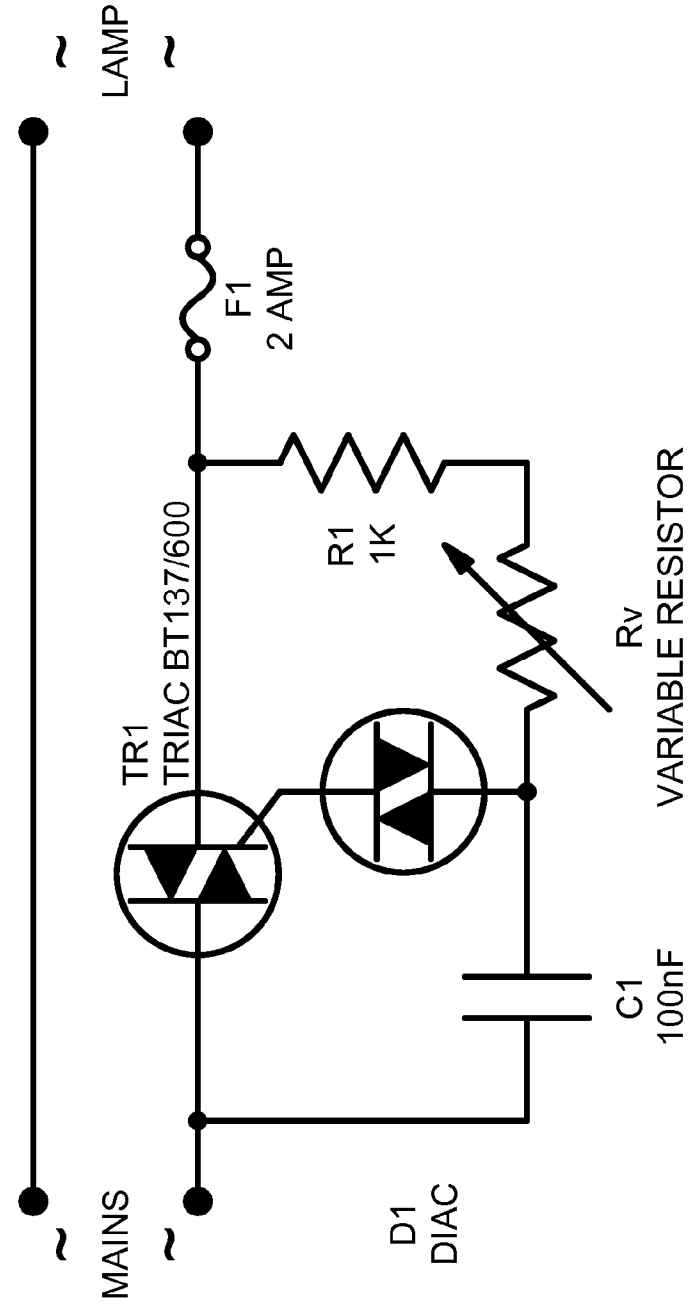 ~
MAINS
~
~
LAMP
~
TR1
TRIAC BT137/600
F1
2 AMP
R1
1K
D1
DIAC
C1
100nF
Rv
VARIABLE RESISTOR